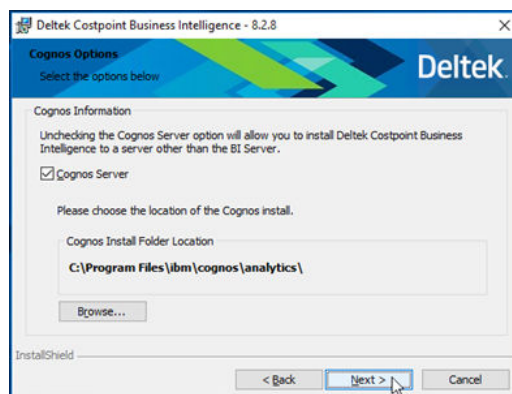 Deltek Costpoint Business Intelligence - 8.2.8
Cognos Options
Select the options below
Deltek.
Cognos Information
Unchecking the Cognos Server option will allow you to install Deltek Costpoint Business
Intelligence to a server other than the BI Server.
Cognos Server
Please choose the location of the Cognos install.
Cognos Install Folder Location
C:\Program Files\ibm\cognos\analytics\
Browse...
InstallShield
< Back
Next >
Cancel